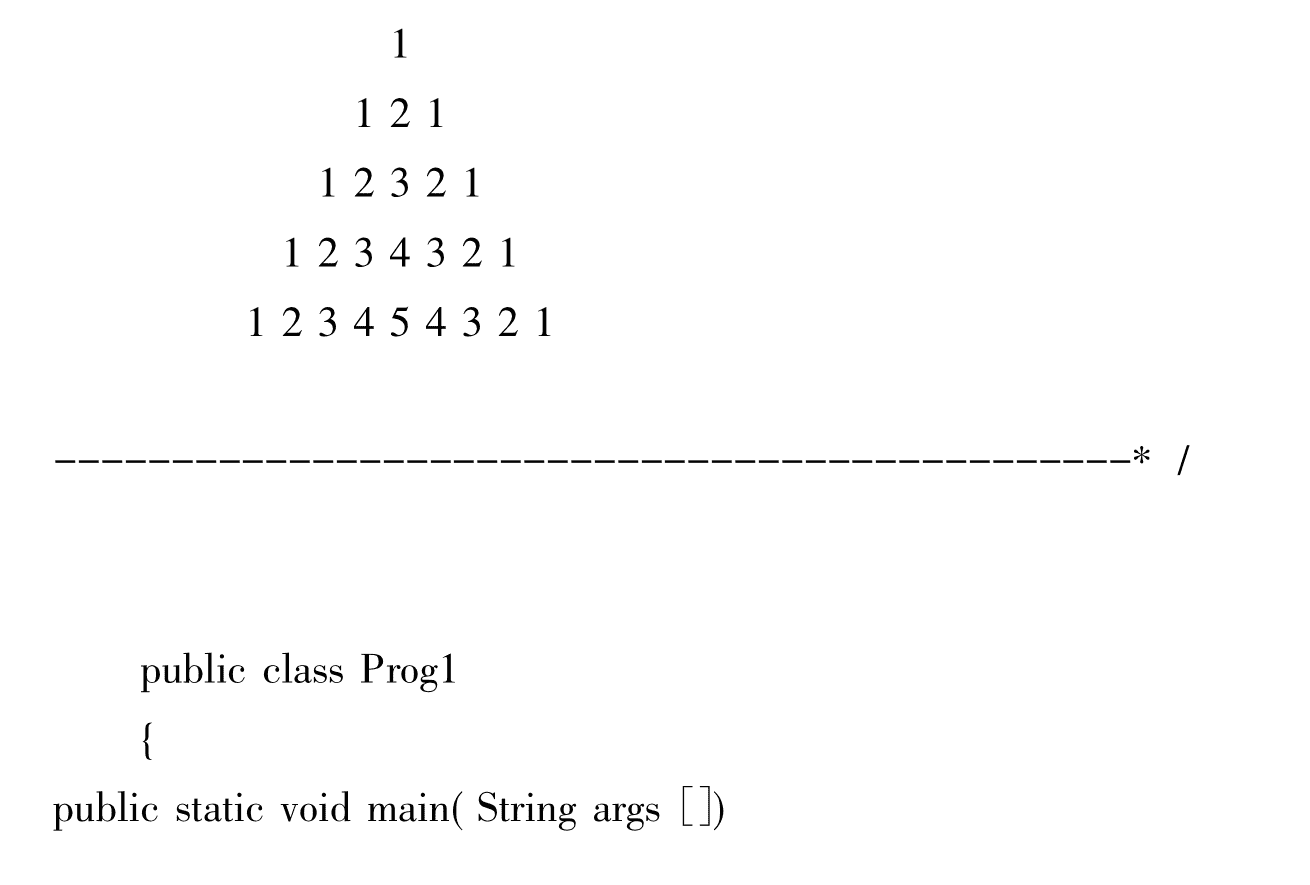 1
1 2 1
1 2 3 2 1
1 2 3 4 3 2 1
1 2 3 4 5 4 3 2 1
----------------------------------------------* /
public class Prog1
{
public static void main( String args [])